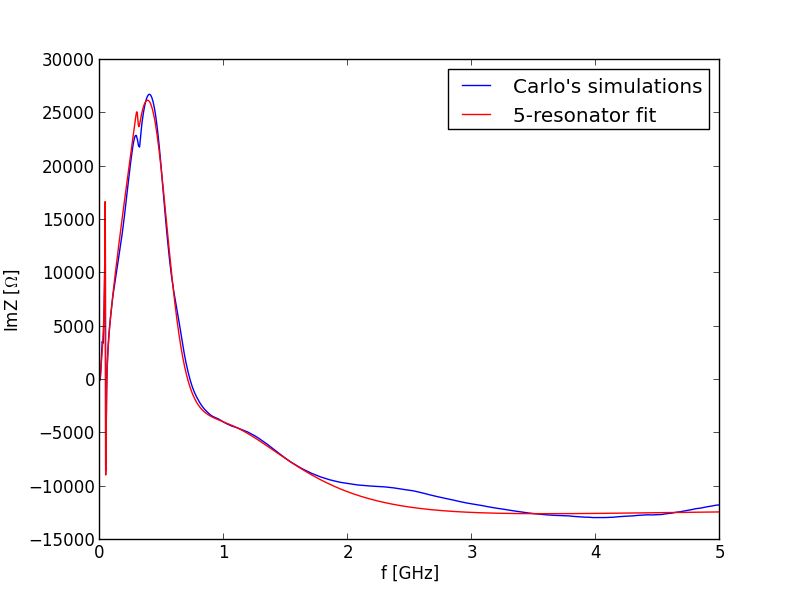 30000
25000
20000
15000
10000
5000
0
−5000
−10000
−15000
ImZ [Ω]
Carlo's simulations
5-resonator fit
0 1 2 3 4 5
f [GHz]